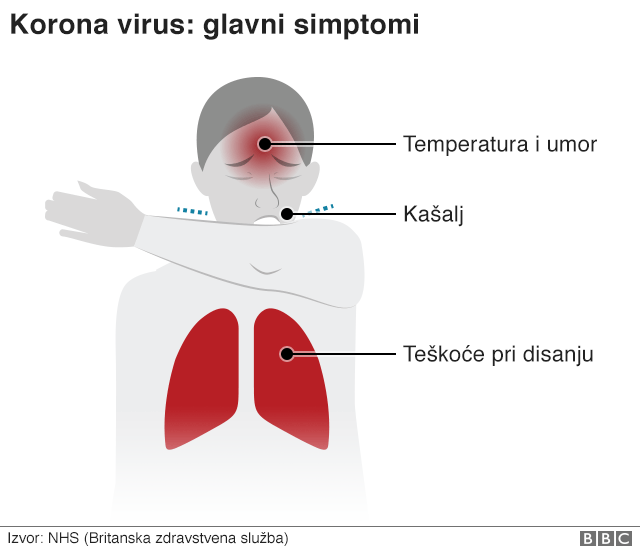 Korona virus: glavni simptomi
Temperatura i umor
Kašalj
Teškoće pri disanju
Izvor: NHS (Britanska zdravstvena služba)
BBC